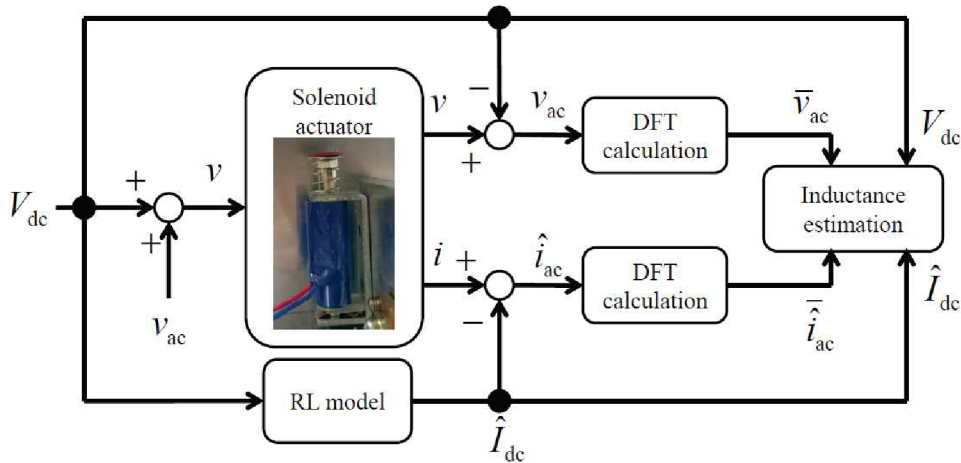 Solenoid
actuator
V_dc
+
+
v
v_ac
v
−
+
v_ac
DFT
calculation
v̅_ac
V_dc
Inductance
estimation
i
+
−
î_ac
DFT
calculation
î̅_ac
Î_dc
RL model
Î_dc